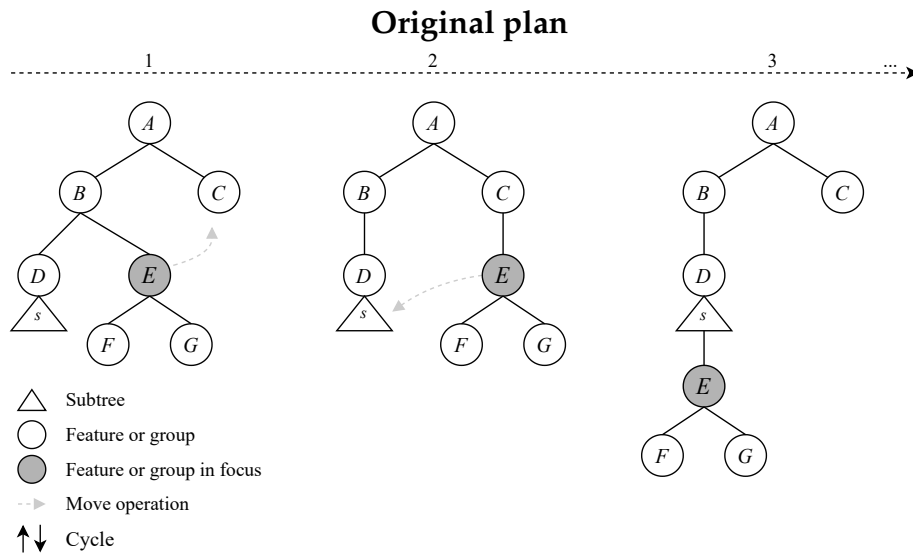 Original plan
1 2 3 ...
A A A
B C B C B C
D E D E D
s s s
F G F G
E
F G
Subtree
Feature or group
Feature or group in focus
Move operation
Cycle